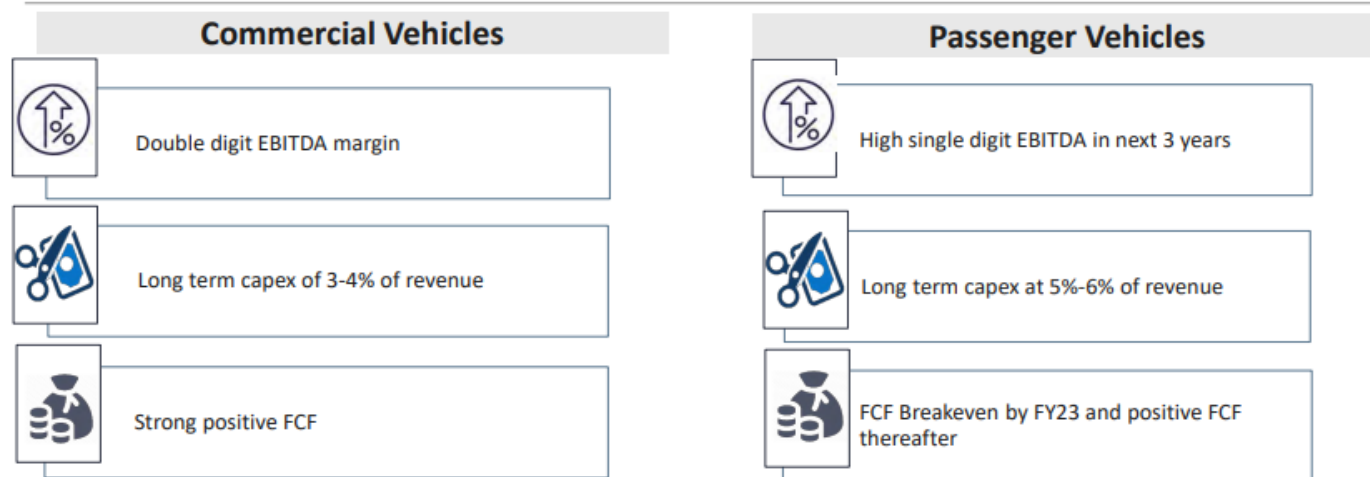 Commercial Vehicles
%
Double digit EBITDA margin
Long term capex of 3-4% of revenue
Strong positive FCF
Passenger Vehicles
%
High single digit EBITDA in next 3 years
Long term capex at 5%-6% of revenue
FCF Breakeven by FY23 and positive FCF
thereafter